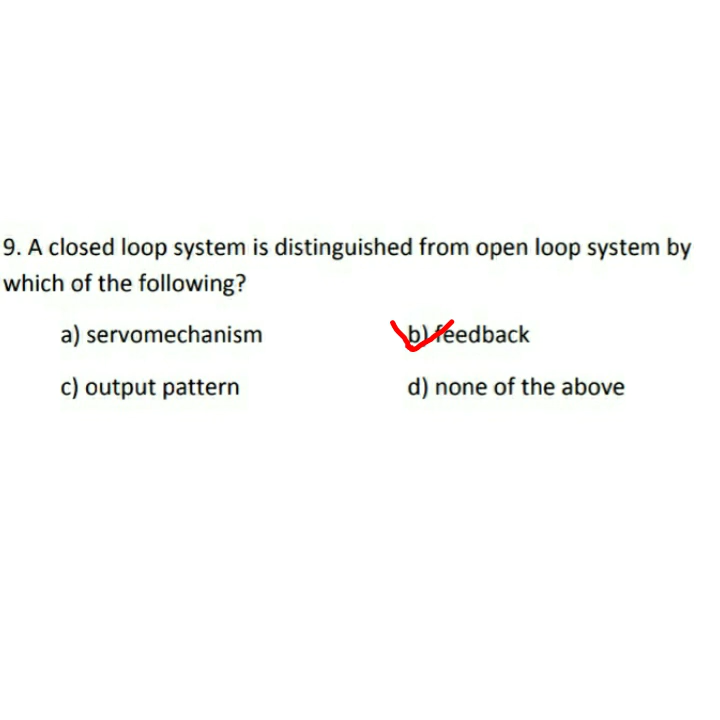 9. A closed loop system is distinguished from open loop system by
which of the following?
a) servomechanism b) feedback
c) output pattern d) none of the above